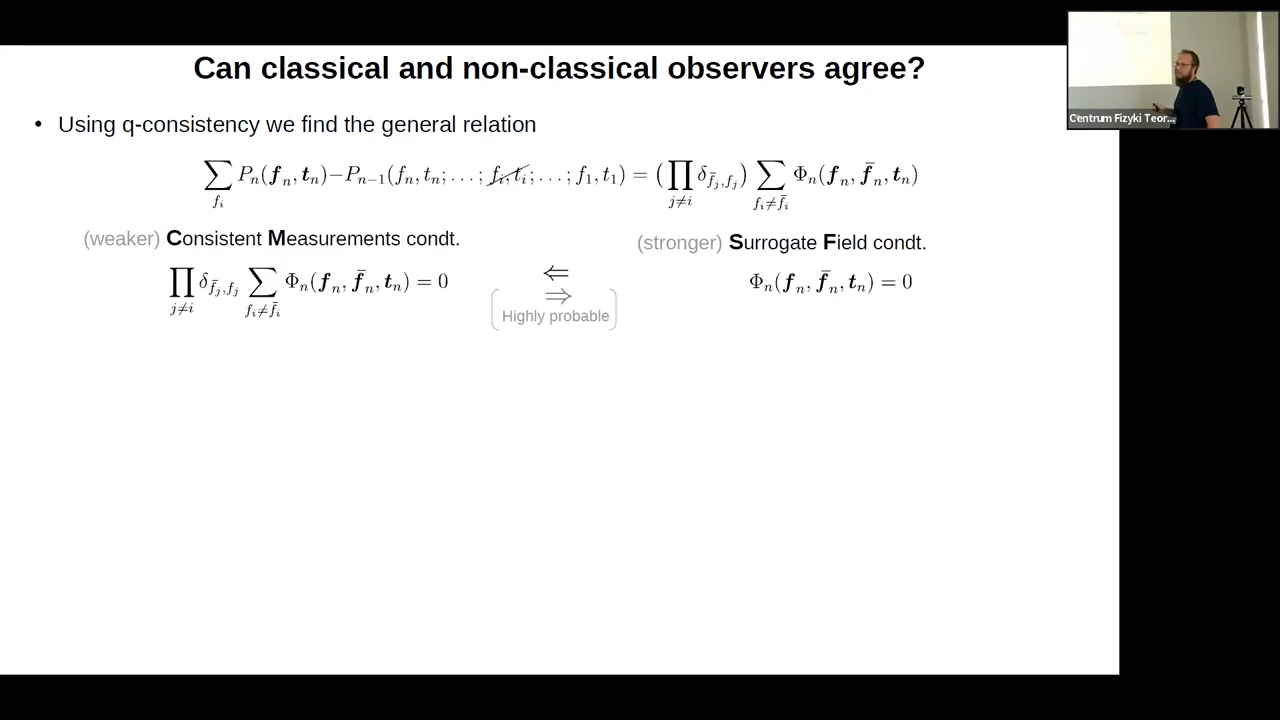 Can classical and non-classical observers agree?
• Using q-consistency we find the general relation
∑_{f_i} P_n(𝒇_n, 𝒕_n) − P_{n−1}(f_n, t_n; . . . ; f_i, t_i; . . . ; f_1, t_1) = (∏_{j≠i} δ_{f̄_j, f_j}) ∑_{f_i≠f̄_i} Φ_n(𝒇_n, 𝒇̄_n, 𝒕_n)
(weaker) Consistent Measurements condt.
(stronger) Surrogate Field condt.
∏_{j≠i} δ_{f̄_j, f_j} ∑_{f_i≠f̄_i} Φ_n(𝒇_n, 𝒇̄_n, 𝒕_n) = 0
⇐
⇒
Highly probable
Φ_n(𝒇_n, 𝒇̄_n, 𝒕_n) = 0
Centrum Fizyki Teor...